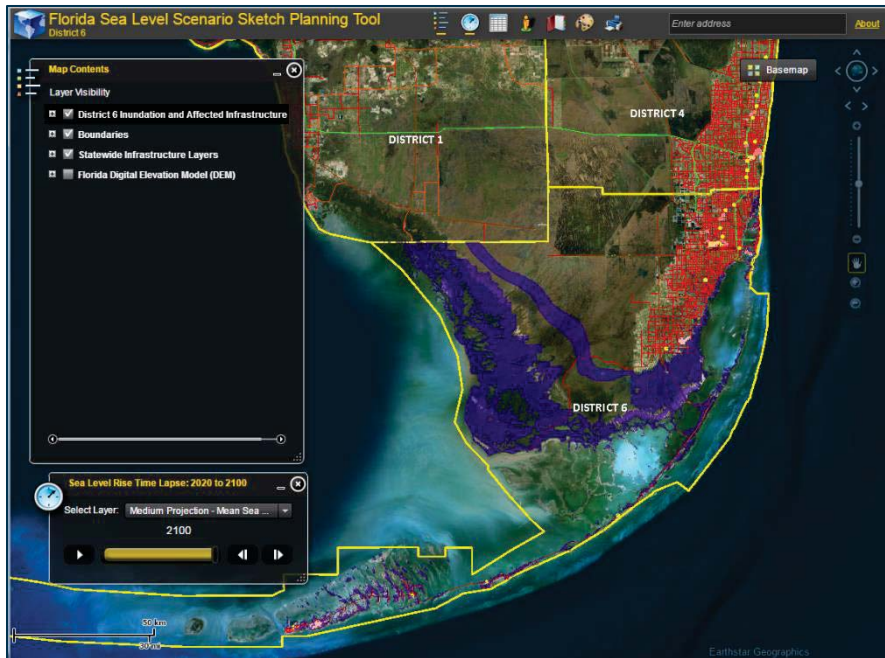 Florida Sea Level Scenario Sketch Planning Tool
District 6
Enter address
About
Map Contents
Layer Visibility
District 6 Inundation and Affected Infrastructure
Boundaries
Statewide Infrastructure Layers
Florida Digital Elevation Model (DEM)
Basemap
DISTRICT 4
DISTRICT 1
DISTRICT 6
Sea Level Rise Time Lapse: 2020 to 2100
Select Layer: Medium Projection - Mean Sea ...
2100
50 km
30 mi
Earthstar Geographics